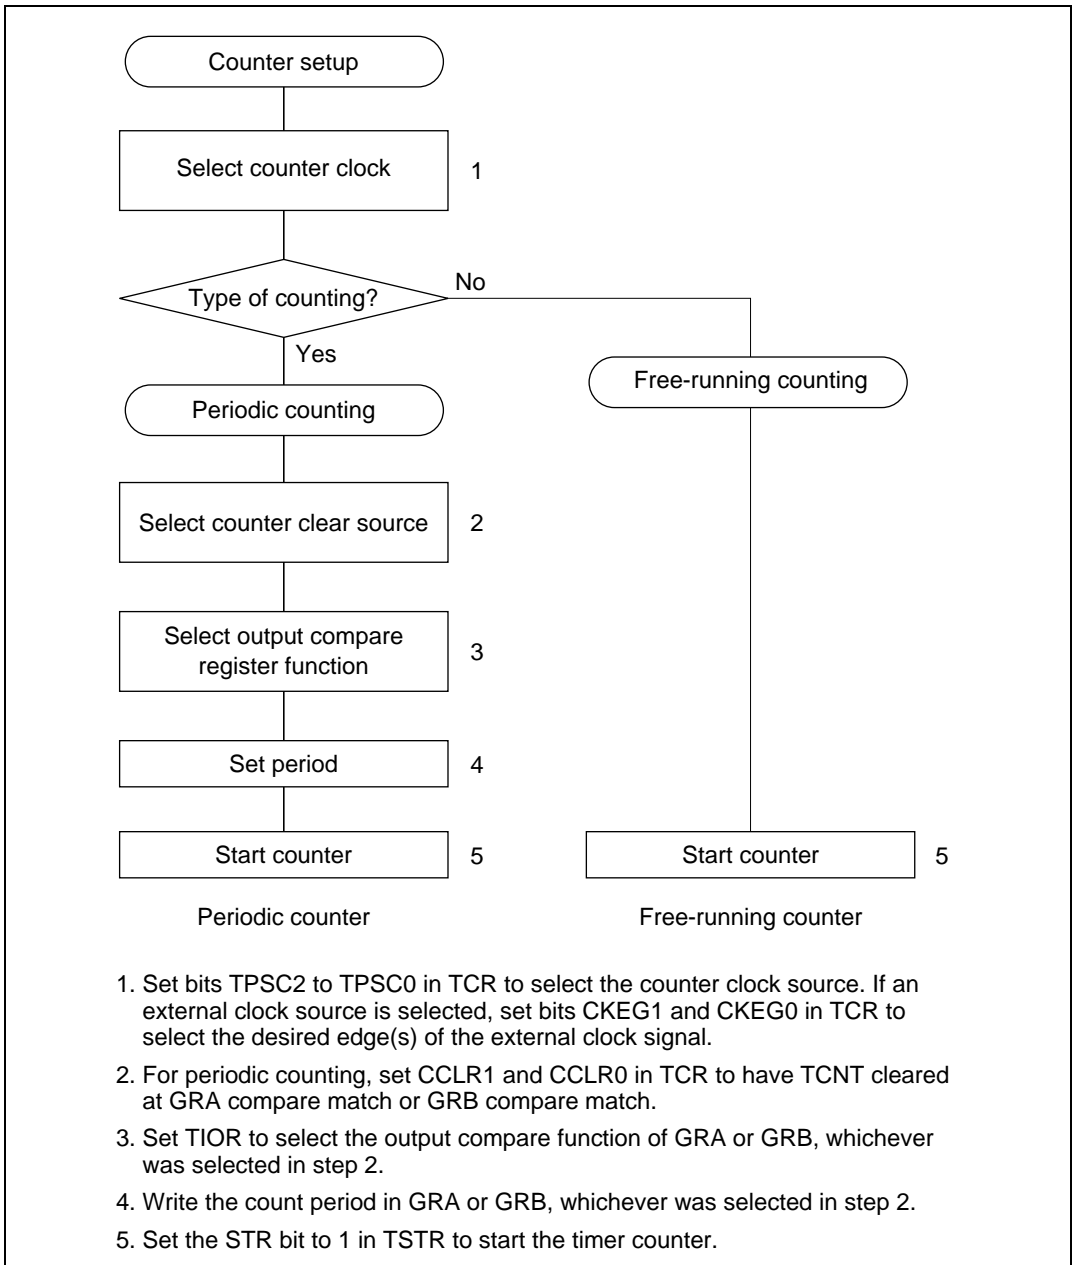 Counter setup
Select counter clock 1
Type of counting?
No
Yes
Periodic counting
Free-running counting
Select counter clear source 2
Select output compare
register function
3
Set period 4
Start counter 5
Start counter 5
Periodic counter
Free-running counter
1. Set bits TPSC2 to TPSC0 in TCR to select the counter clock source. If an
external clock source is selected, set bits CKEG1 and CKEG0 in TCR to
select the desired edge(s) of the external clock signal.
2. For periodic counting, set CCLR1 and CCLR0 in TCR to have TCNT cleared
at GRA compare match or GRB compare match.
3. Set TIOR to select the output compare function of GRA or GRB, whichever
was selected in step 2.
4. Write the count period in GRA or GRB, whichever was selected in step 2.
5. Set the STR bit to 1 in TSTR to start the timer counter.